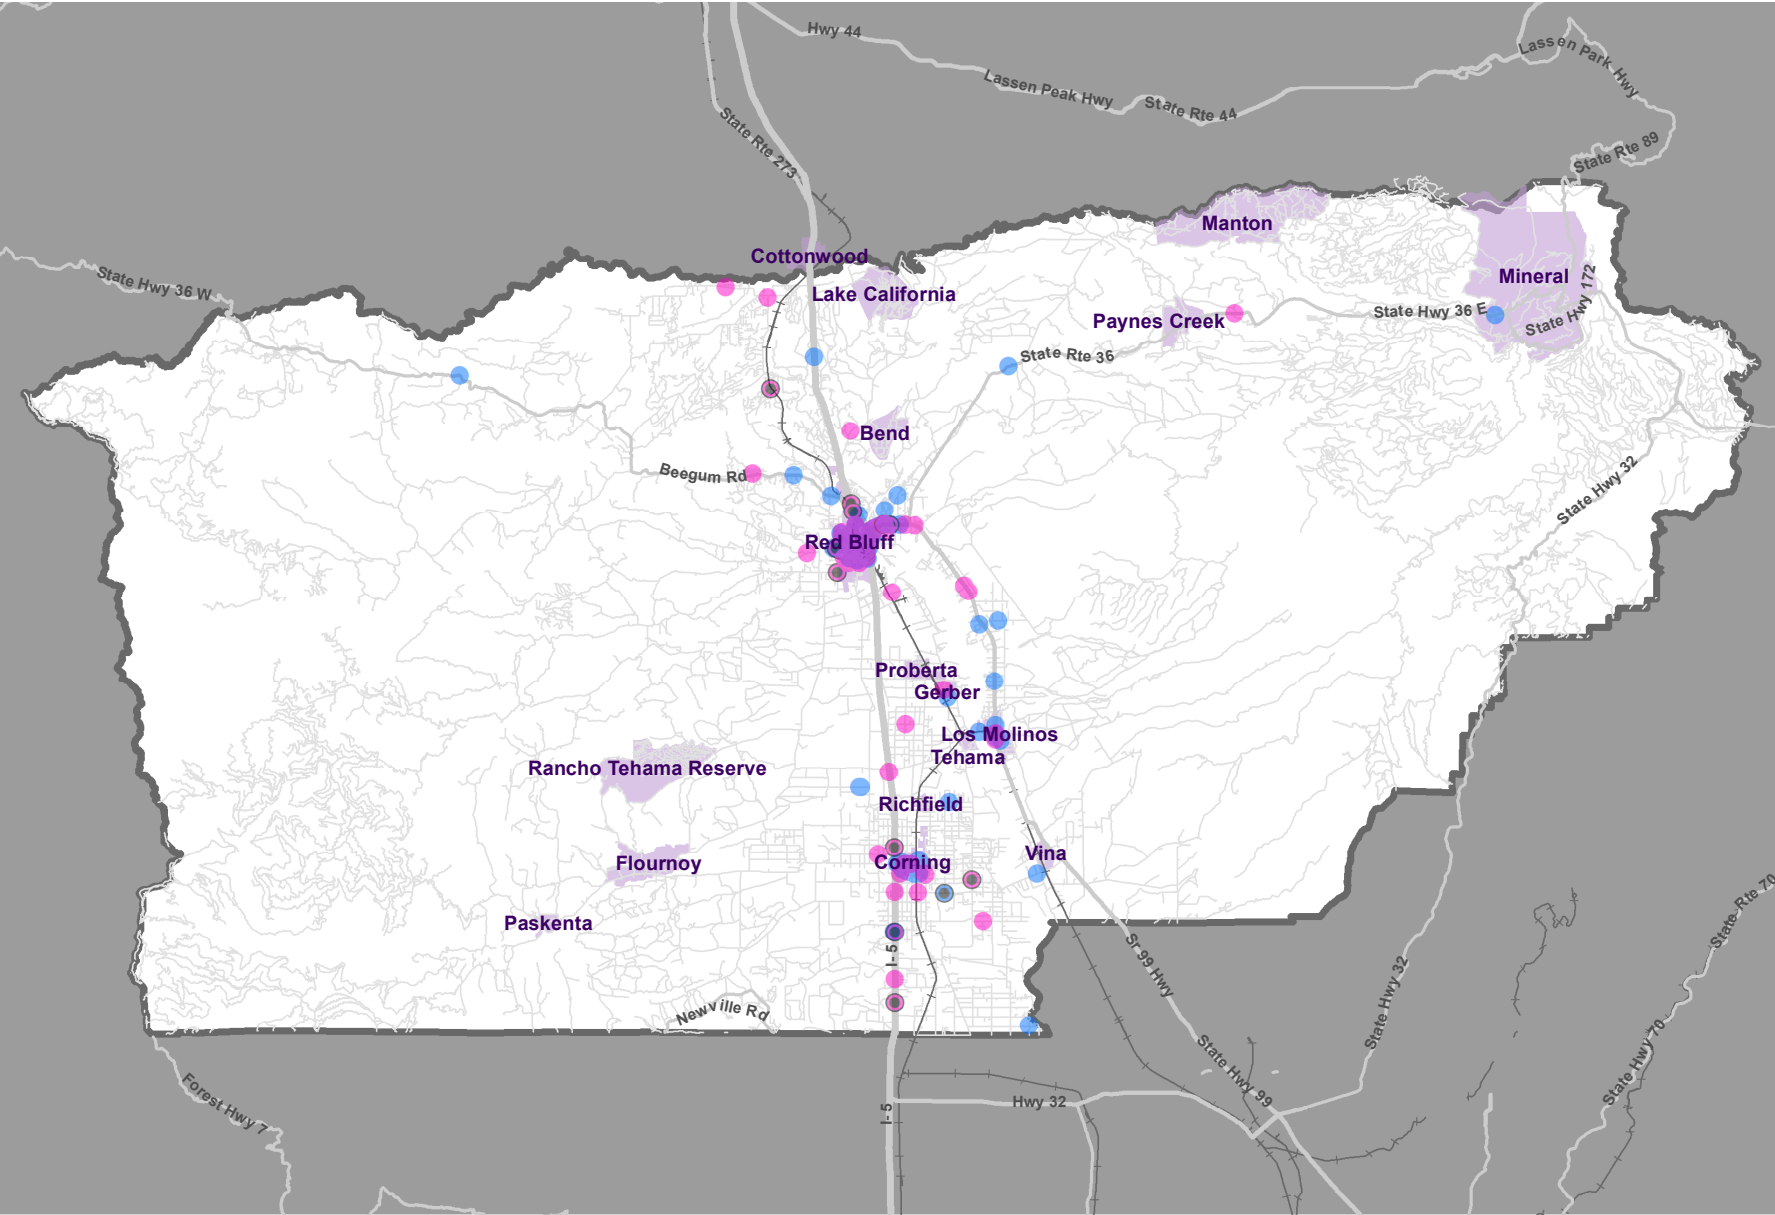 Hwy 44
Lassen Park Hwy
Lassen Peak Hwy
State Rte 44
State Rte 273
State Rte 89
Manton
Cottonwood
Mineral
State Hwy 36 W
Lake California
State Hwy 172
Paynes Creek
State Hwy 36 E
State Rte 36
Bend
Beegum Rd
State Hwy 32
Red Bluff
Proberta
Gerber
Los Molinos
Tehama
Rancho Tehama Reserve
Richfield
Vina
Corning
Flournoy
Paskenta
State Rte 70
I-5
Sr 99 Hwy
Newville Rd
State Hwy 32
State Hwy 70
State Hwy 99
Forest Hwy 7
Hwy 32
I-5